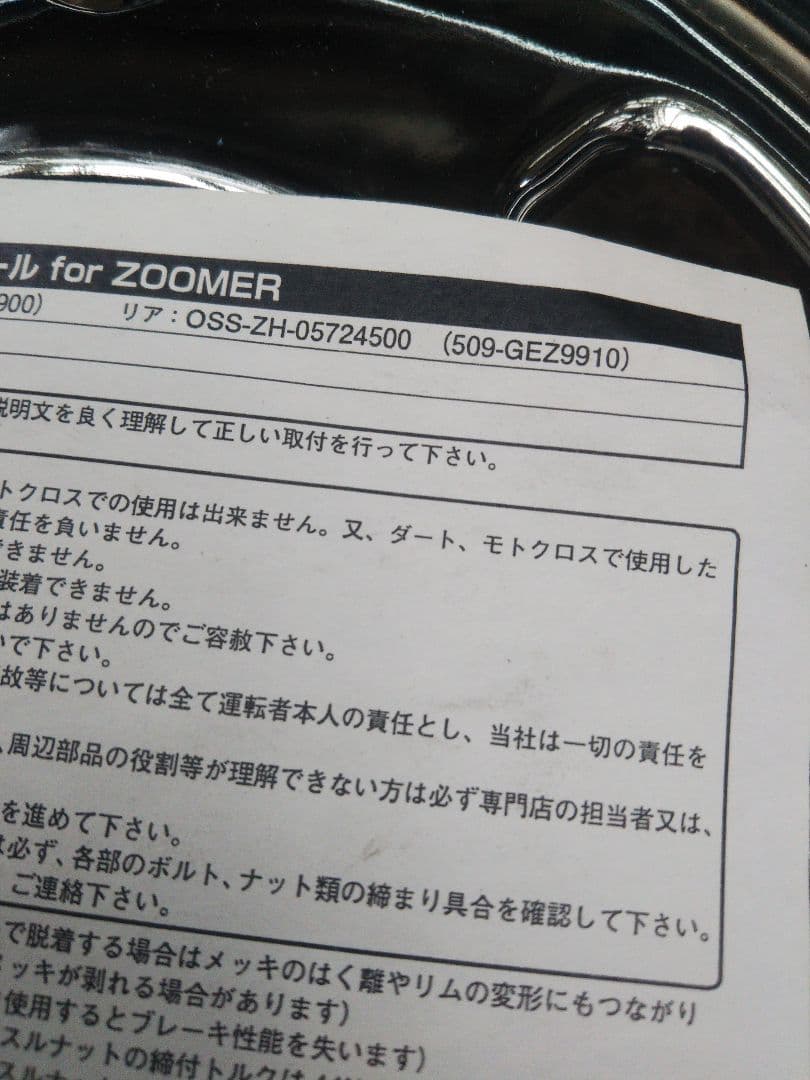 ール for ZOOMER
900) リア：OSS-ZH-05724500 (509-GEZ9910)
説明文を良く理解して正しい取付を行って下さい。
トクロスでの使用は出来ません。又、ダート、モトクロスで使用した
責任を負いません。
できません。
装着できません。
はありませんのでご容赦下さい。
いで下さい。
故等については全て運転者本人の責任とし、当社は一切の責任を
、周辺部品の役割等が理解できない方は必ず専門店の担当者又は、
を進めて下さい。
は必ず、各部のボルト、ナット類の締まり具合を確認して下さい。
ご連絡下さい。
で脱着する場合はメッキのはく離やリムの変形にもつながり
メッキが剥れる場合があります)
使用するとブレーキ性能を失います)
スルナットの締付トルクは